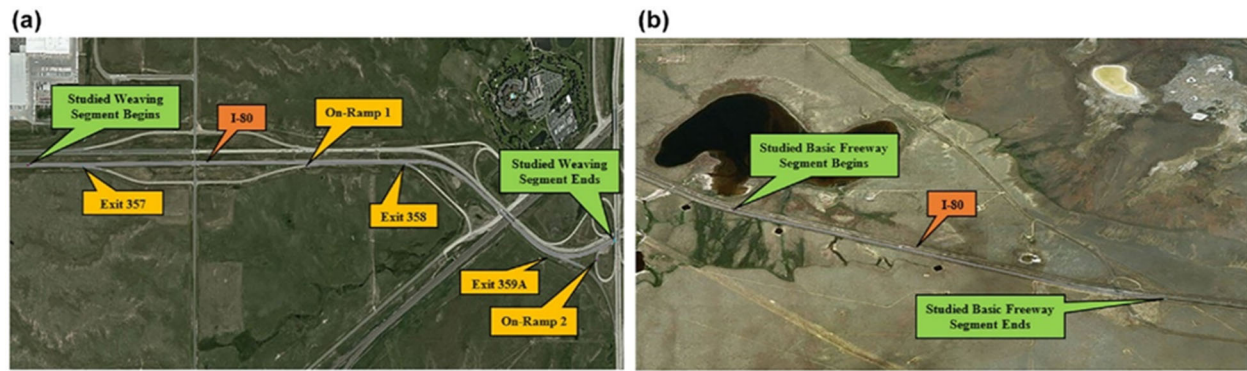 (a)
Studied Weaving
Segment Begins
I-80
On-Ramp 1
Studied Weaving
Segment Ends
Exit 357
Exit 358
Exit 359A
On-Ramp 2
(b)
Studied Basic Freeway
Segment Begins
I-80
Studied Basic Freeway
Segment Ends